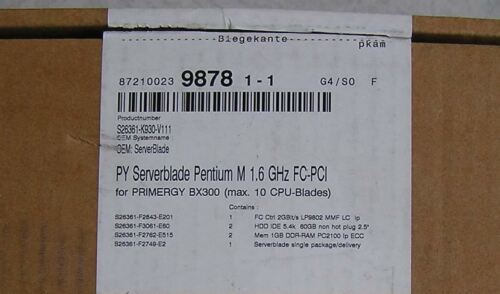 Biegekante
pkam
87210023 9878 1-1 G4/S0 F
Productnumber
S26361-K930-V111
OEM Systemname :
OEM: ServerBlade
PY Serverblade Pentium M 1.6 GHz FC-PCI
for PRIMERGY BX300 (max. 10 CPU-Blades)
Contains :
S26361-F2843-E201 1 FC Ctrl 2GBit/s LP9802 MMF LC lp
S26361-F3061-E60 2 HDD IDE 5.4k 60GB non hot plug 2.5"
S26361-F2762-E515 2 Mem 1GB DDR-RAM PC2100 lp ECC
S26361-F2749-E2 1 Serverblade single package/delivery